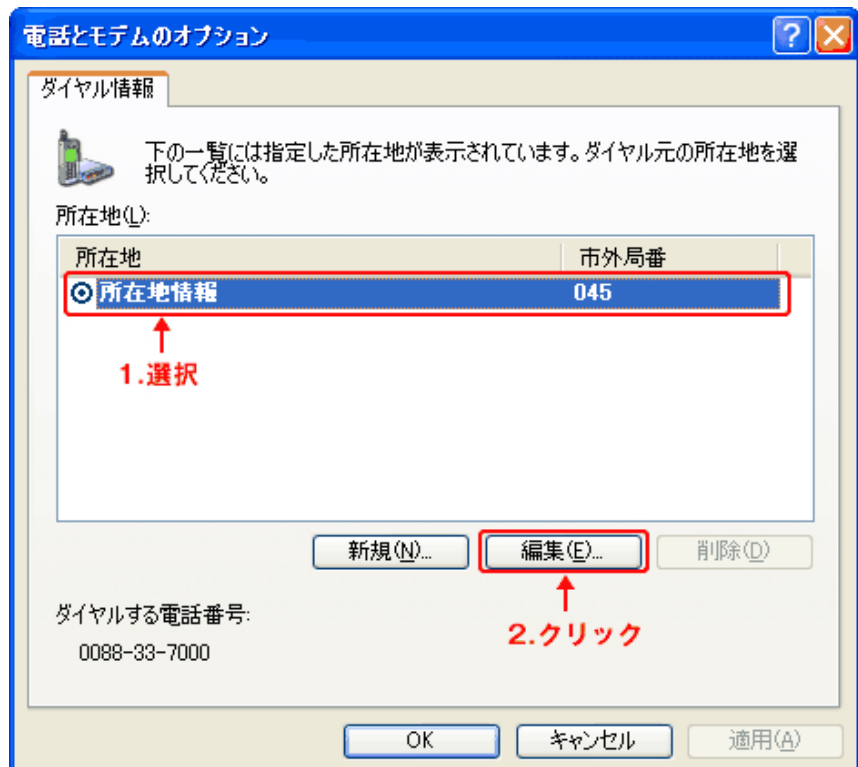 電話とモデムのオプション
ダイヤル情報
下の一覧には指定した所在地が表示されています。ダイヤル元の所在地を選
択してください。
所在地(L):
所在地 市外局番
所在地情報 045
1.選択
新規(N)... 編集(E)... 削除(D)
2.クリック
ダイヤルする電話番号:
0088-33-7000
OK キャンセル 適用(A)